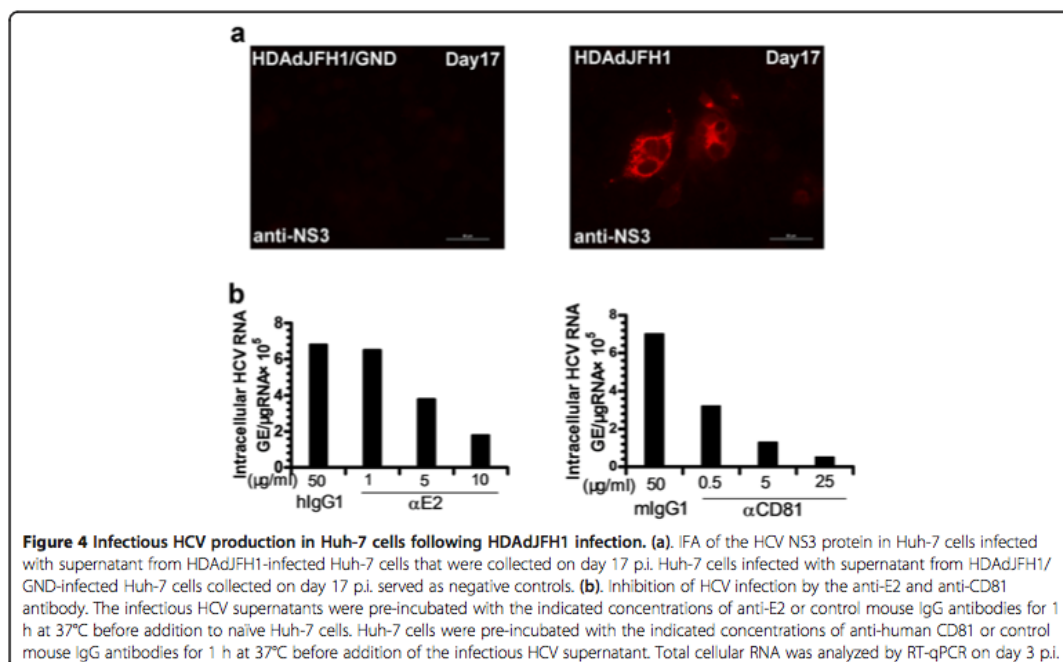 a
HDAdJFH1/GND Day17
anti-NS3
HDAdJFH1 Day17
anti-NS3
b
Intracellular HCV RNA
GE/μgRNA× 10⁵
8
6
4
2
0
(μg/ml) 50 1 5 10
hIgG1 αE2
Intracellular HCV RNA
GE/μgRNA× 10⁵
8
6
4
2
0
(μg/ml) 50 0.5 5 25
mIgG1 αCD81
Figure 4 Infectious HCV production in Huh-7 cells following HDAdJFH1 infection. (a). IFA of the HCV NS3 protein in Huh-7 cells infected
with supernatant from HDAdJFH1-infected Huh-7 cells that were collected on day 17 p.i. Huh-7 cells infected with supernatant from HDAdJFH1/
GND-infected Huh-7 cells collected on day 17 p.i. served as negative controls. (b). Inhibition of HCV infection by the anti-E2 and anti-CD81
antibody. The infectious HCV supernatants were pre-incubated with the indicated concentrations of anti-E2 or control mouse IgG antibodies for 1
h at 37°C before addition to naïve Huh-7 cells. Huh-7 cells were pre-incubated with the indicated concentrations of anti-human CD81 or control
mouse IgG antibodies for 1 h at 37°C before addition of the infectious HCV supernatant. Total cellular RNA was analyzed by RT-qPCR on day 3 p.i.